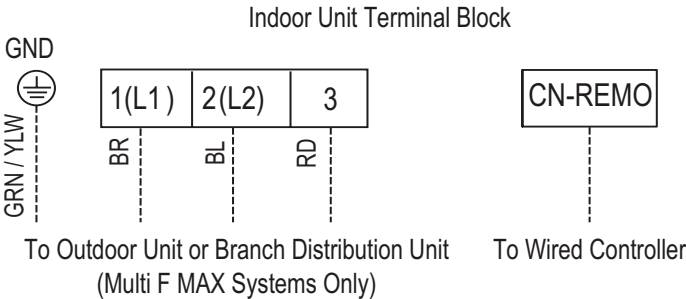 Indoor Unit Terminal Block
GND
1(L1) 2(L2) 3
CN-REMO
GRN / YLW
BR
BL
RD
To Outdoor Unit or Branch Distribution Unit
(Multi F MAX Systems Only)
To Wired Controller